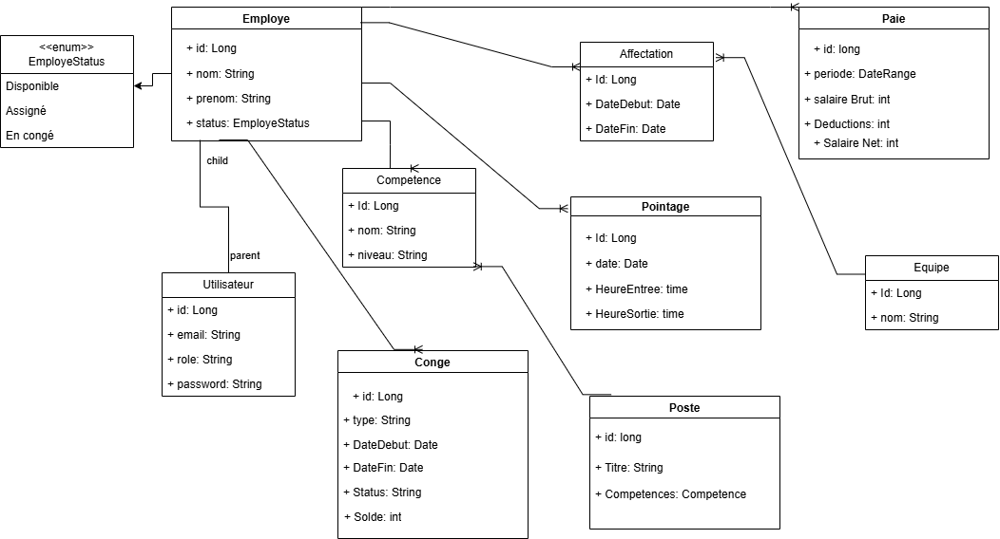 <<enum>>
EmployeStatus
Disponible
Assigné
En congé
Employe
+ id: Long
+ nom: String
+ prenom: String
+ status: EmployeStatus
Affectation
+ Id: Long
+ DateDebut: Date
+ DateFin: Date
Paie
+ id: long
+ periode: DateRange
+ salaire Brut: int
+ Deductions: int
+ Salaire Net: int
child
parent
Competence
+ Id: Long
+ nom: String
+ niveau: String
Pointage
+ Id: Long
+ date: Date
+ HeureEntree: time
+ HeureSortie: time
Equipe
+ Id: Long
+ nom: String
Utilisateur
+ id: Long
+ email: String
+ role: String
+ password: String
Conge
+ id: Long
+ type: String
+ DateDebut: Date
+ DateFin: Date
+ Status: String
+ Solde: int
Poste
+ id: long
+ Titre: String
+ Competences: Competence